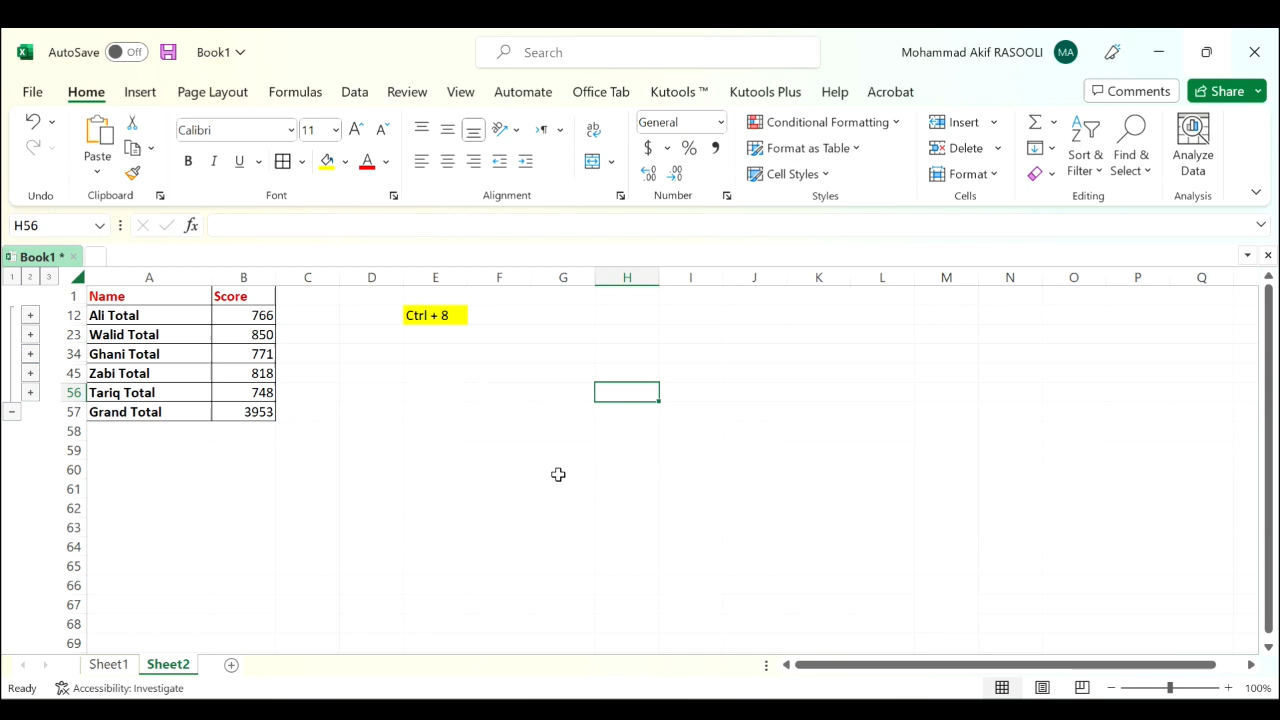 AutoSave Off Book1 Search Mohammad Akif RASOOLI MA
File Home Insert Page Layout Formulas Data Review View Automate Office Tab Kutools ™ Kutools Plus Help Acrobat Comments Share
Paste Calibri 11 General Conditional Formatting Format as Table Cell Styles Insert Delete Format Sort & Filter Find & Select Analyze Data
Undo Clipboard Font Alignment Number Styles Cells Editing Analysis
H56 fx
Book1 *
1 2 3 A B C D E F G H I J K L M N O P Q
1 Name Score
12 Ali Total 766 Ctrl + 8
23 Walid Total 850
34 Ghani Total 771
45 Zabi Total 818
56 Tariq Total 748
57 Grand Total 3953
58
59
60
61
62
63
64
65
66
67
68
69
Sheet1 Sheet2
Ready Accessibility: Investigate 100%